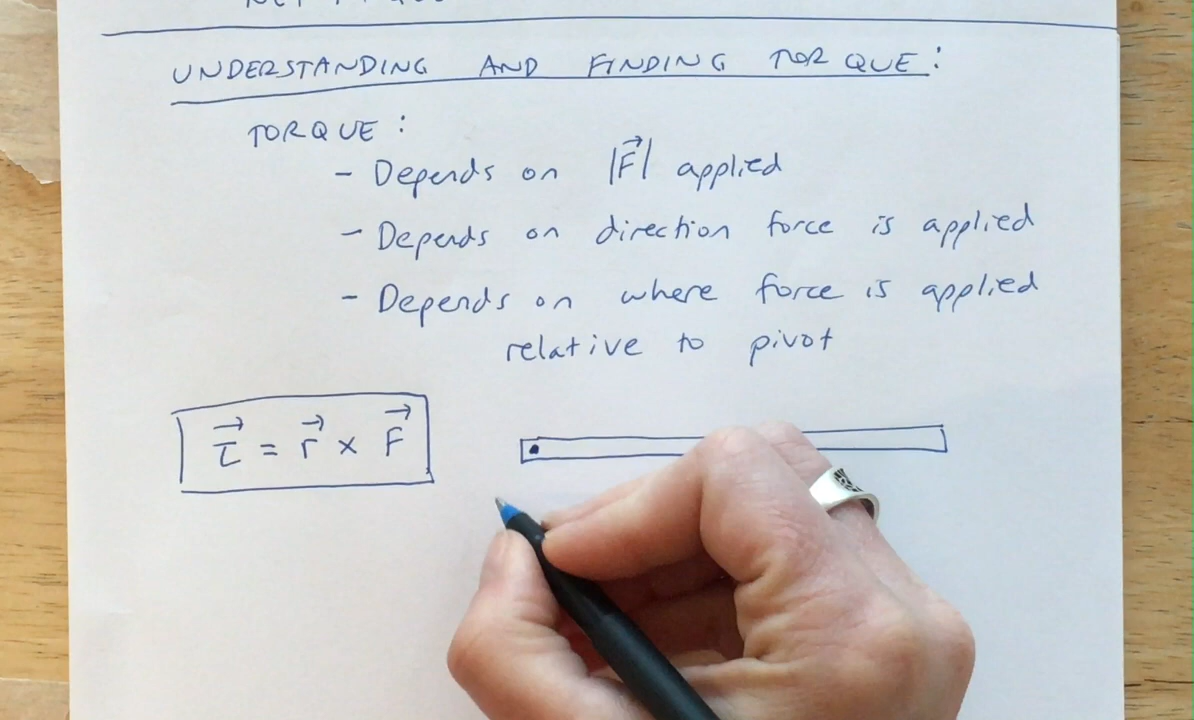 UNDERSTANDING AND FINDING TORQUE:
TORQUE:
- Depends on |F⃗| applied
- Depends on direction force is applied
- Depends on where force is applied
relative to pivot
τ⃗ = r⃗ × F⃗